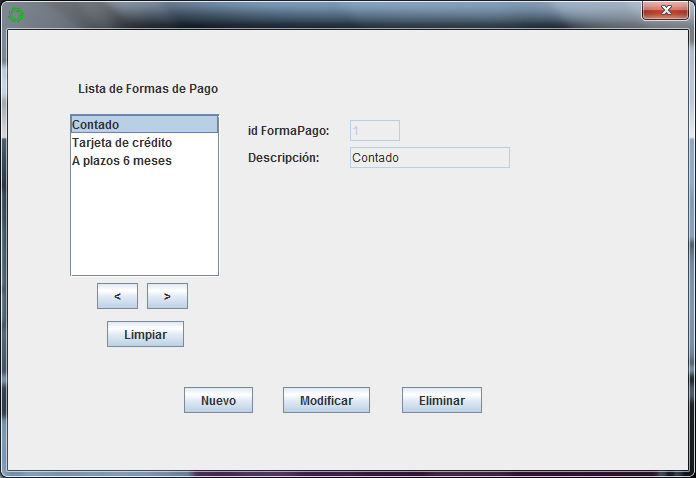 Lista de Formas de Pago
Contado
Tarjeta de crédito
A plazos 6 meses
id FormaPago: 1
Descripción: Contado
< >
Limpiar
Nuevo Modificar Eliminar